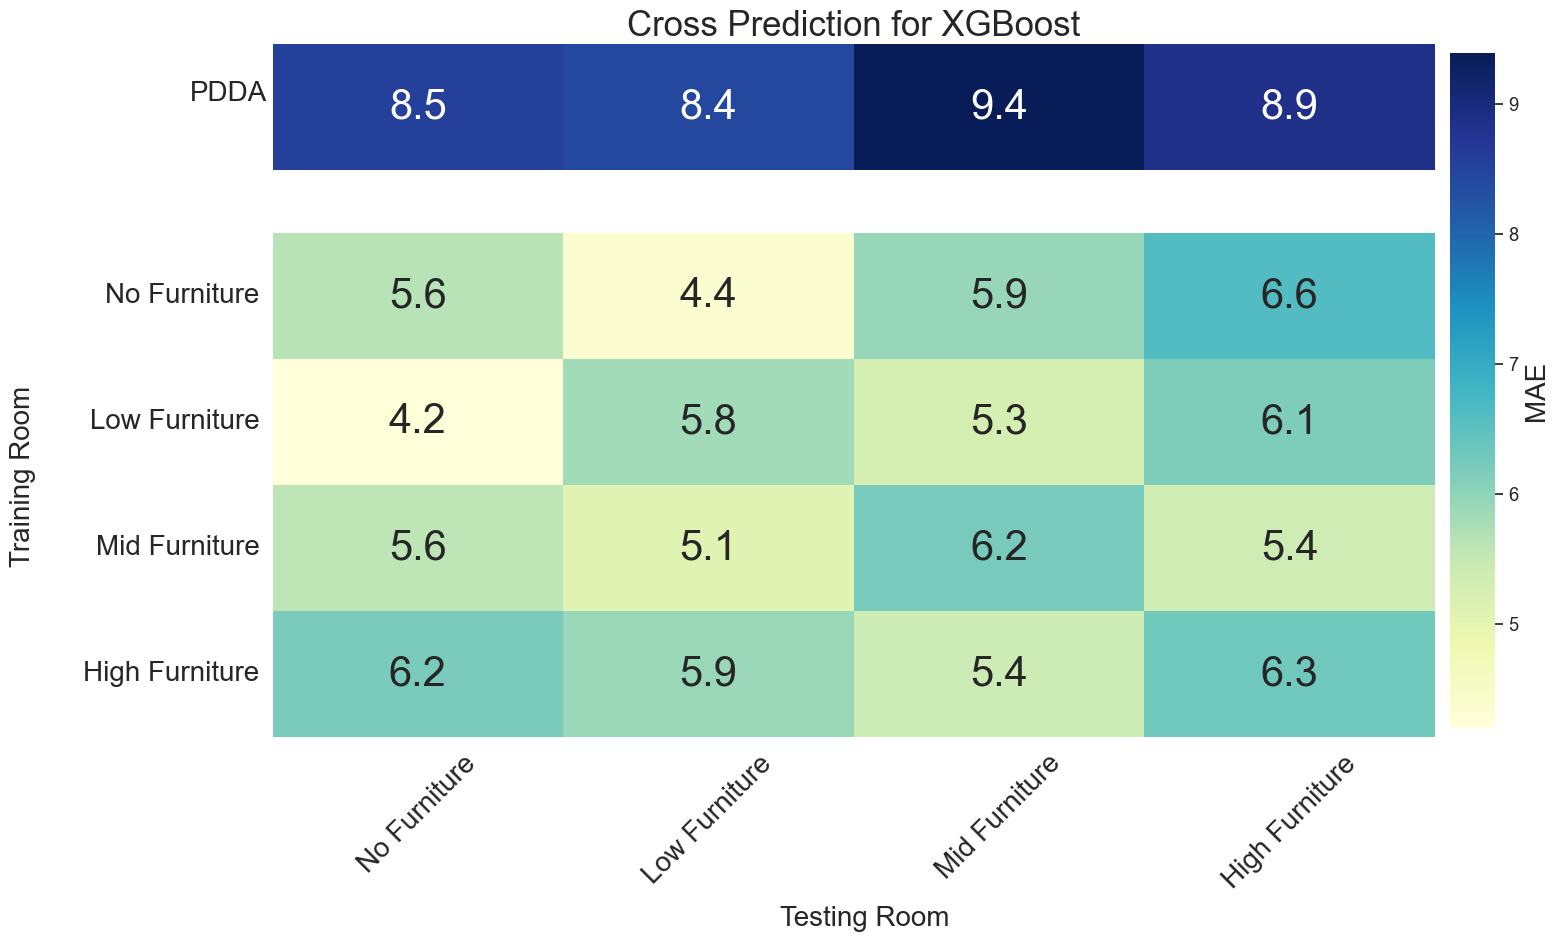 Cross Prediction for XGBoost
PDDA
8.5 8.4 9.4 8.9
No Furniture
5.6 4.4 5.9 6.6
Low Furniture
4.2 5.8 5.3 6.1
Mid Furniture
5.6 5.1 6.2 5.4
High Furniture
6.2 5.9 5.4 6.3
Training Room
No Furniture
Low Furniture
Mid Furniture
High Furniture
Testing Room
9
8
7
6
5
MAE